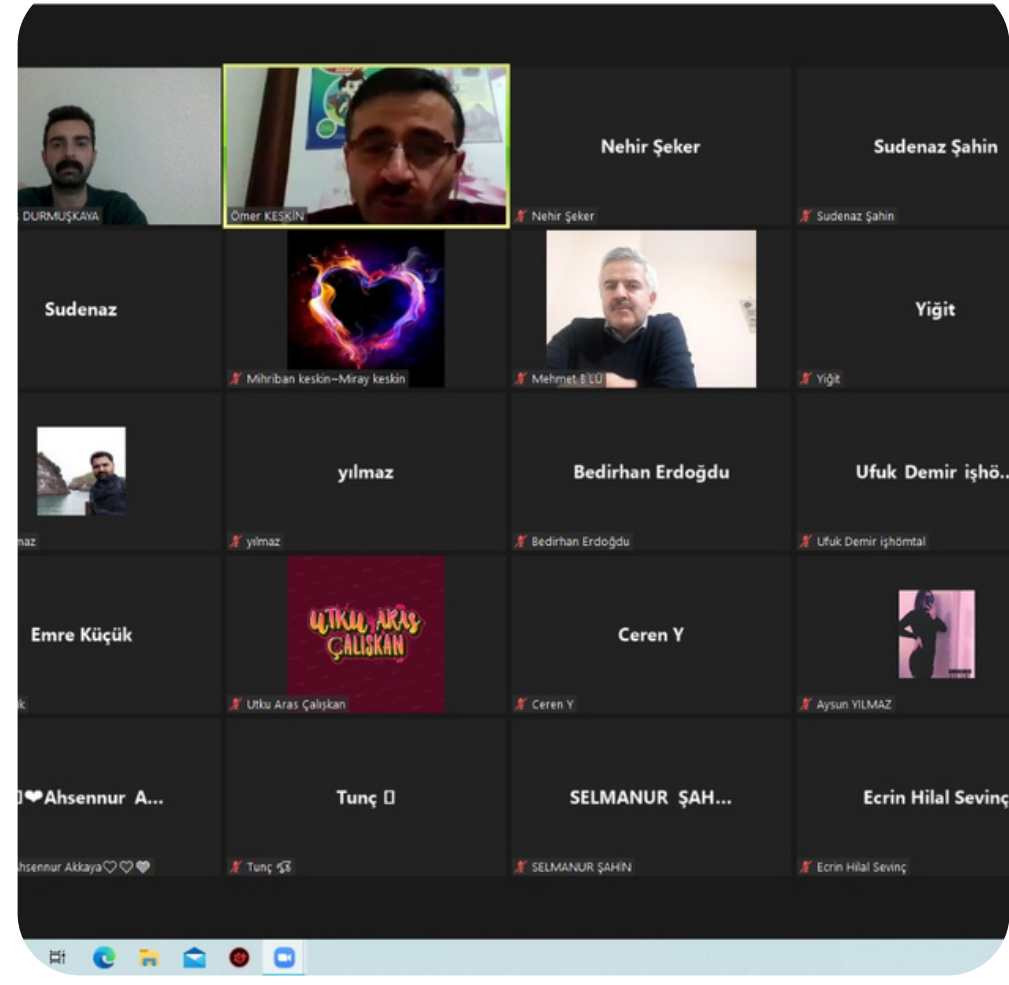 DURMUŞKAYA
Ömer KESKİN
Nehir Şeker
Nehir Şeker
Sudenaz Şahin
Sudenaz Şahin
Sudenaz
Mihriban keskin~Miray keskin
Mehmet B LÜ
Yiğit
Yiğit
maz
yılmaz
yılmaz
Bedirhan Erdoğdu
Bedirhan Erdoğdu
Ufuk Demir işhö..
Ufuk Demir işhömtal
Emre Küçük
k
UTKU ARAS
ÇALIŞKAN
Utku Aras Çalışkan
Ceren Y
Ceren Y
Aysun YILMAZ
❤Ahsennur A...
hsennur Akkaya♡♡
Tunç
Tunç
SELMANUR ŞAH...
SELMANUR ŞAHİN
Ecrin Hilal Sevinç
Ecrin Hilal Sevinç